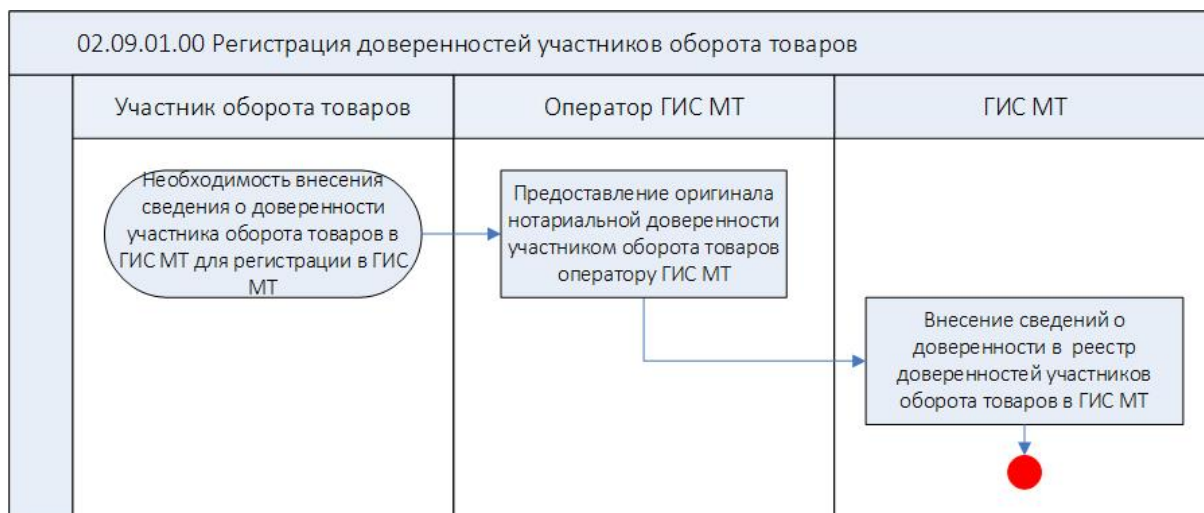 02.09.01.00 Регистрация доверенностей участников оборота товаров
Участник оборота товаров
Оператор ГИС МТ
ГИС МТ
Необходимость внесения
сведения о доверенности
участника оборота товаров в
ГИС МТ для регистрации в ГИС
МТ
Предоставление оригинала
нотариальной доверенности
участником оборота товаров
оператору ГИС МТ
Внесение сведений о
доверенности в реестр
доверенностей участников
оборота товаров в ГИС МТ